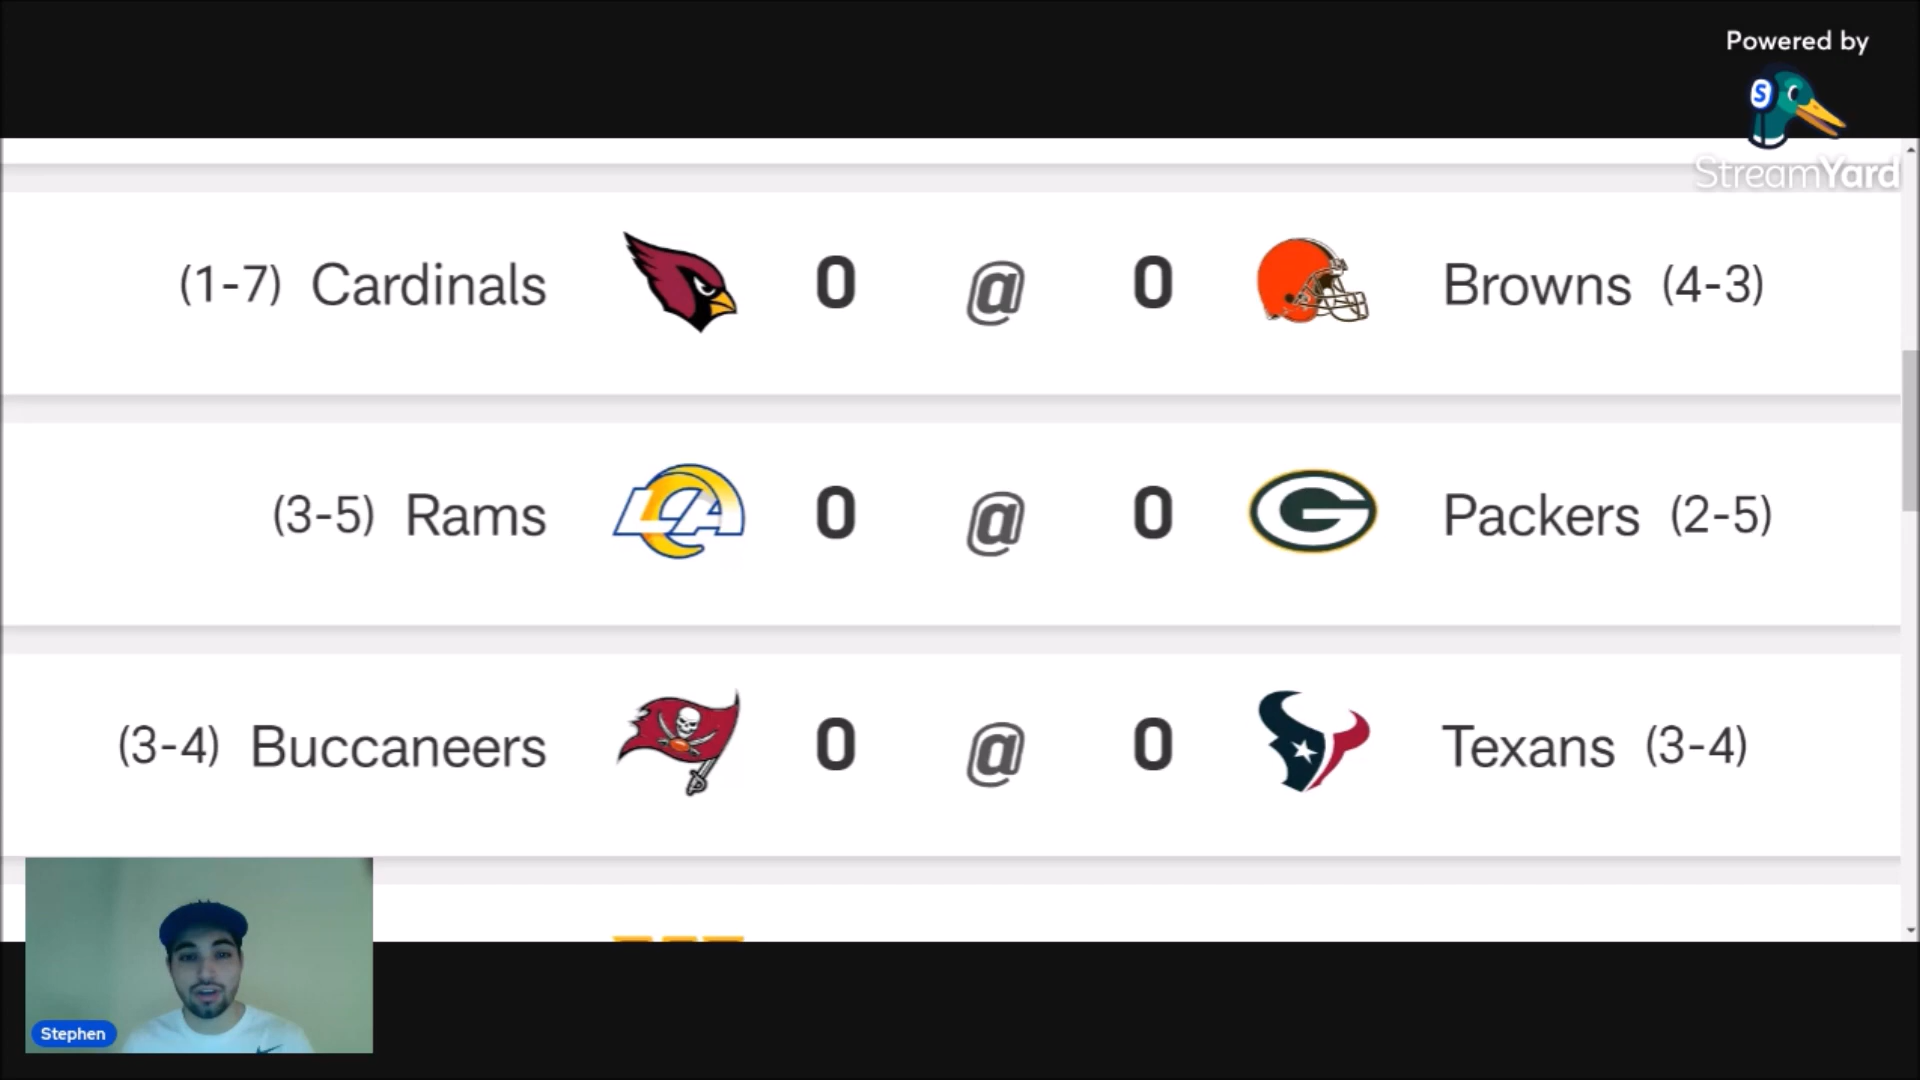 Powered by
S
StreamYard
(1-7) Cardinals 0 @ 0 Browns (4-3)
(3-5) Rams LA 0 @ 0 G Packers (2-5)
(3-4) Buccaneers 0 @ 0 Texans (3-4)
Stephen